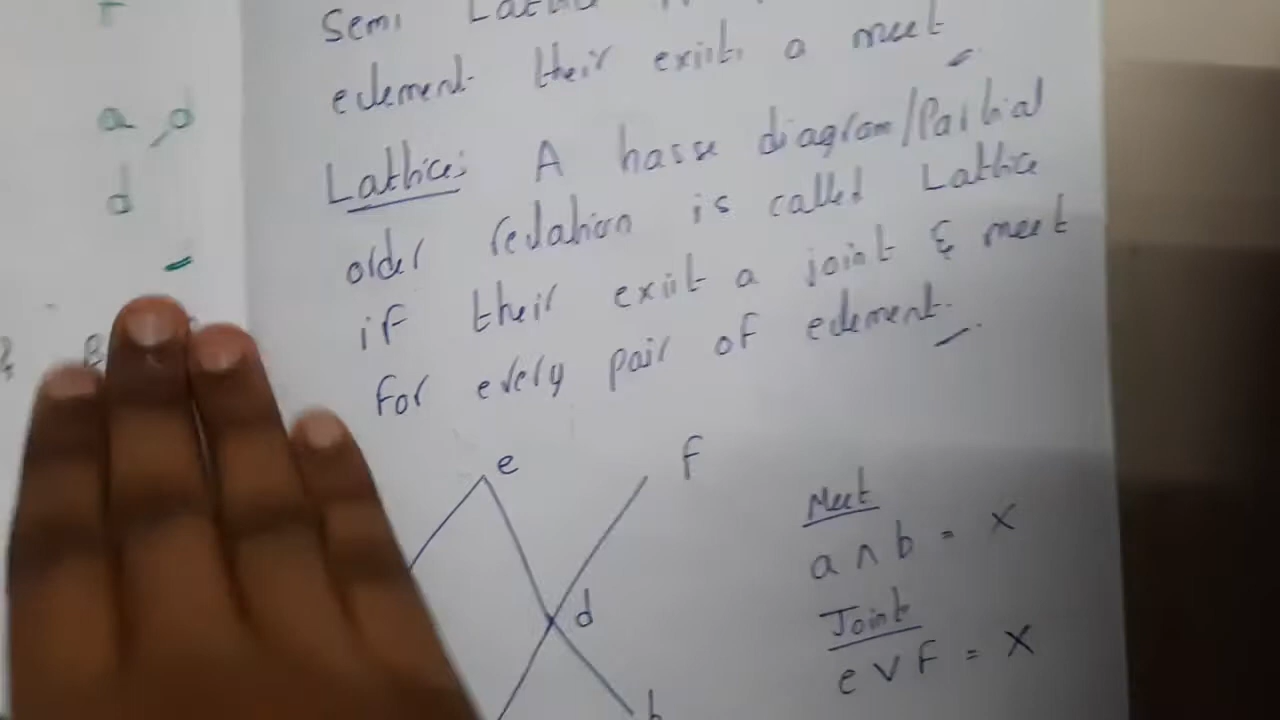 Semi
element their exist a meet
Lattice: A hasse diagram/Partial
order relation is called Lattice
if their exist a joint & meet
for every pair of element.
e
f
d
b
Meet
a ∧ b = x
Joint
e ∨ f = x
a, d
d